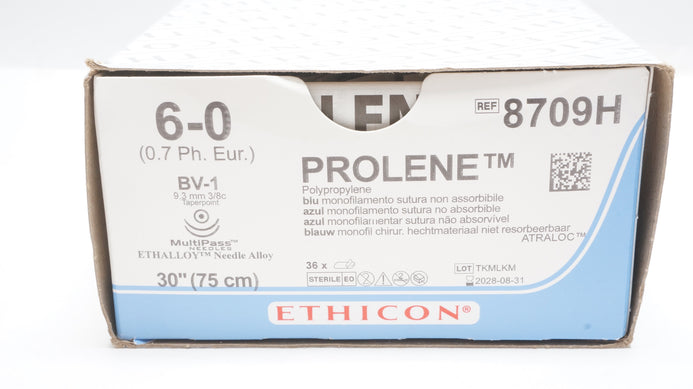 LEN
6-0
(0.7 Ph. Eur.)
BV-1
9.3 mm 3/8c
Taperpoint
MultiPass™
NEEDLES
ETHALLOY™ Needle Alloy
30" (75 cm)
REF 8709H
PROLENE™
Polypropylene
blu monofilamento sutura non assorbibile
azul monofilamento sutura no absorbible
azul monofilamentar sutura não absorvível
blauw monofil chirur. hechtmateriaal niet resorbeerbaar
ATRALOC™
36 x
STERILE EO
LOT TKMLKM
2028-08-31
ETHICON®